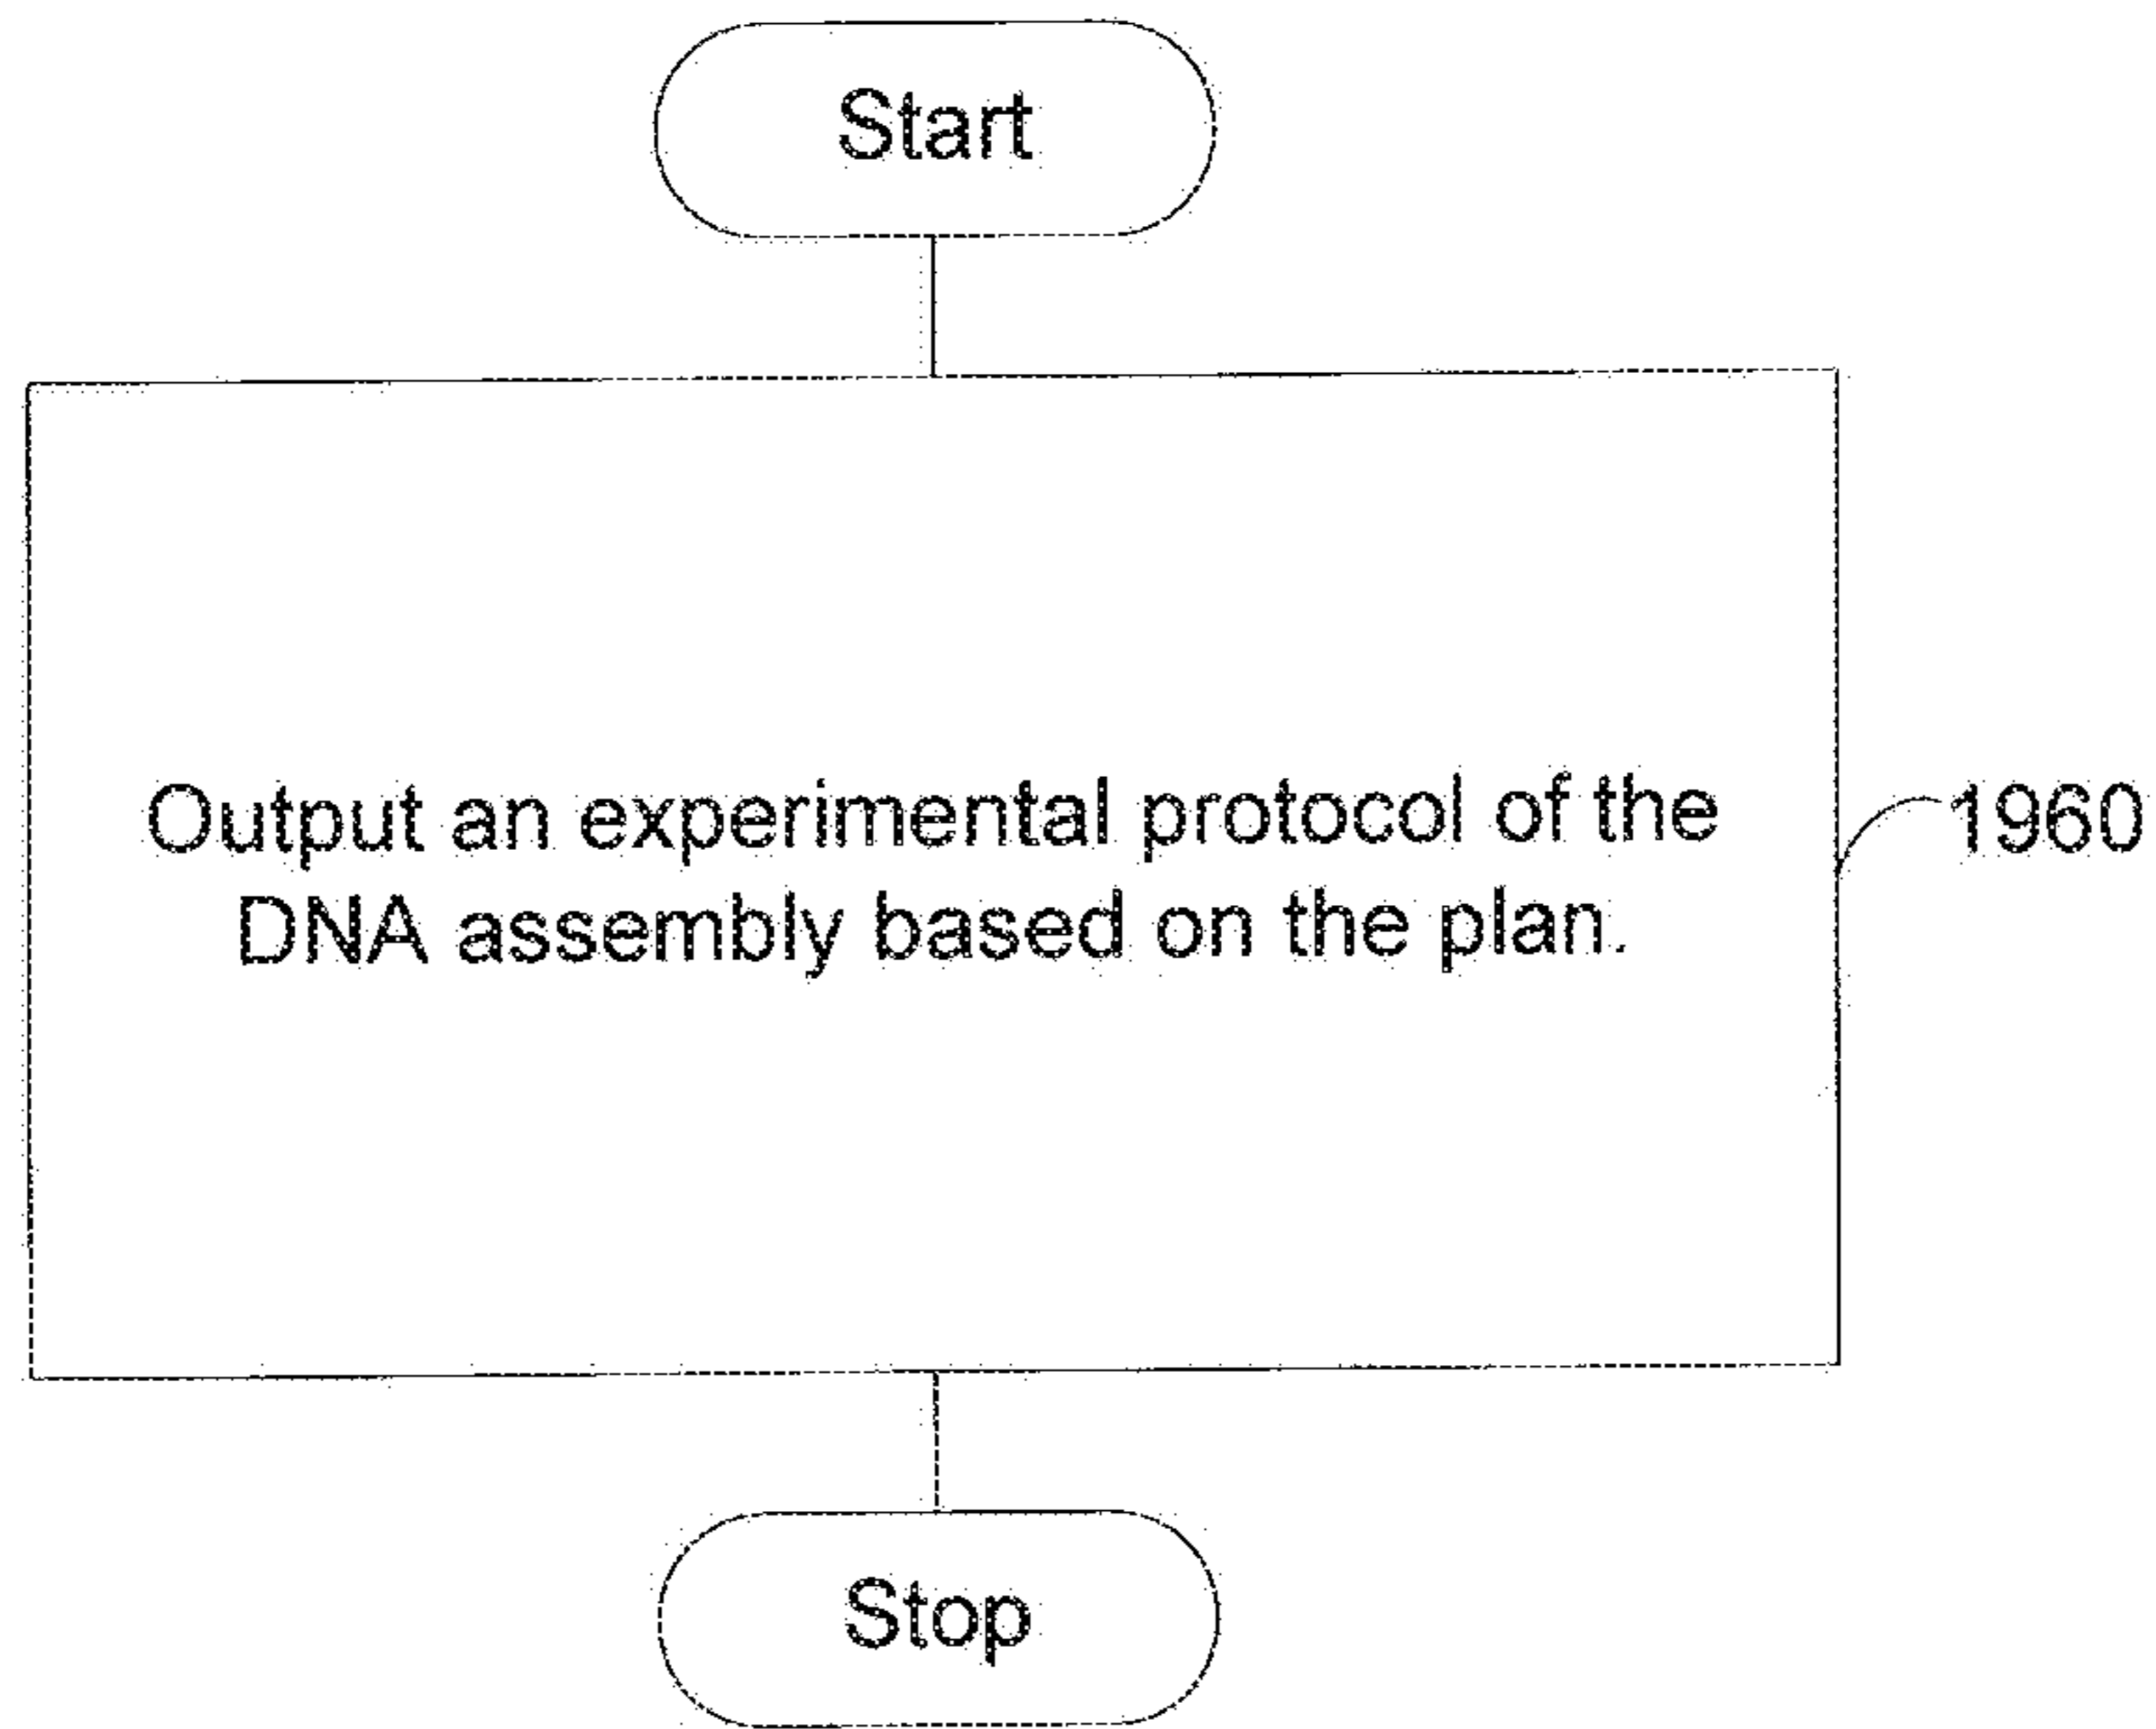 Start
Output an experimental protocol of the
DNA assembly based on the plan.
1960
Stop